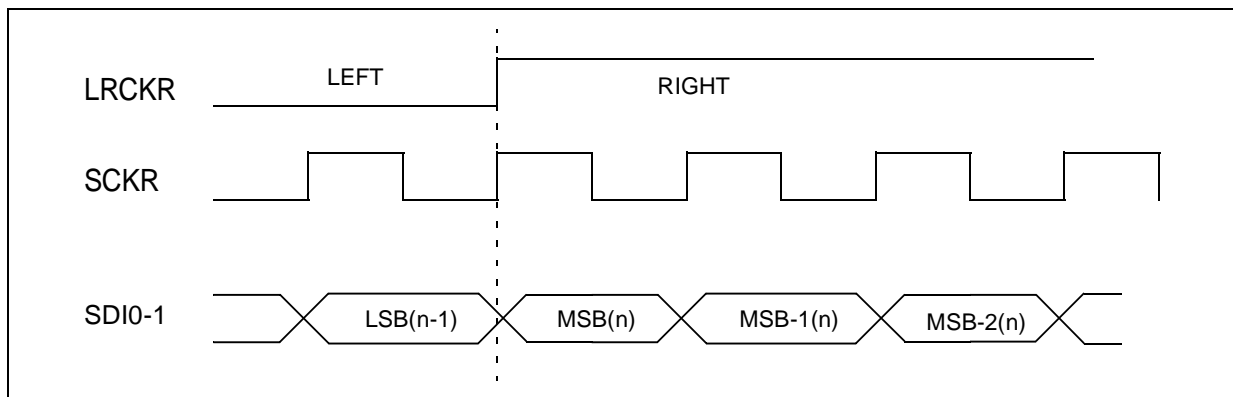 LRCKR
LEFT
RIGHT
SCKR
SDI0-1
LSB(n-1)
MSB(n)
MSB-1(n)
MSB-2(n)